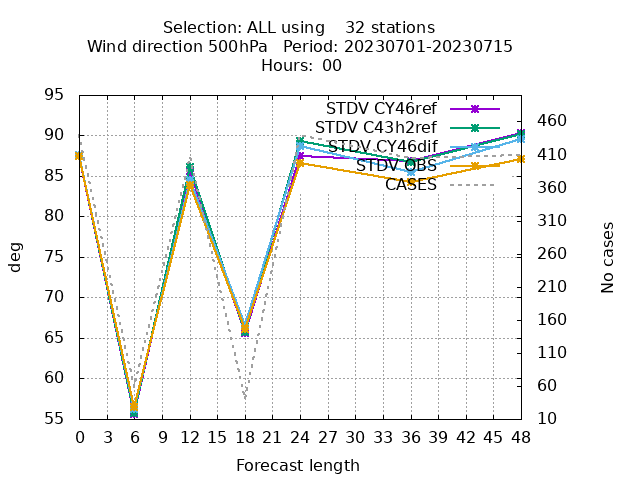 Selection: ALL using    32 stations
Wind direction 500hPa   Period: 20230701-20230715
Hours: 00
STDV CY46ref
STDV C43h2ref
STDV CY46dif
STDV OBS
CASES
95
90
85
80
75
70
65
60
55
deg
460
410
360
310
260
210
160
110
60
10
No cases
0 3 6 9 12 15 18 21 24 27 30 33 36 39 42 45 48
Forecast length